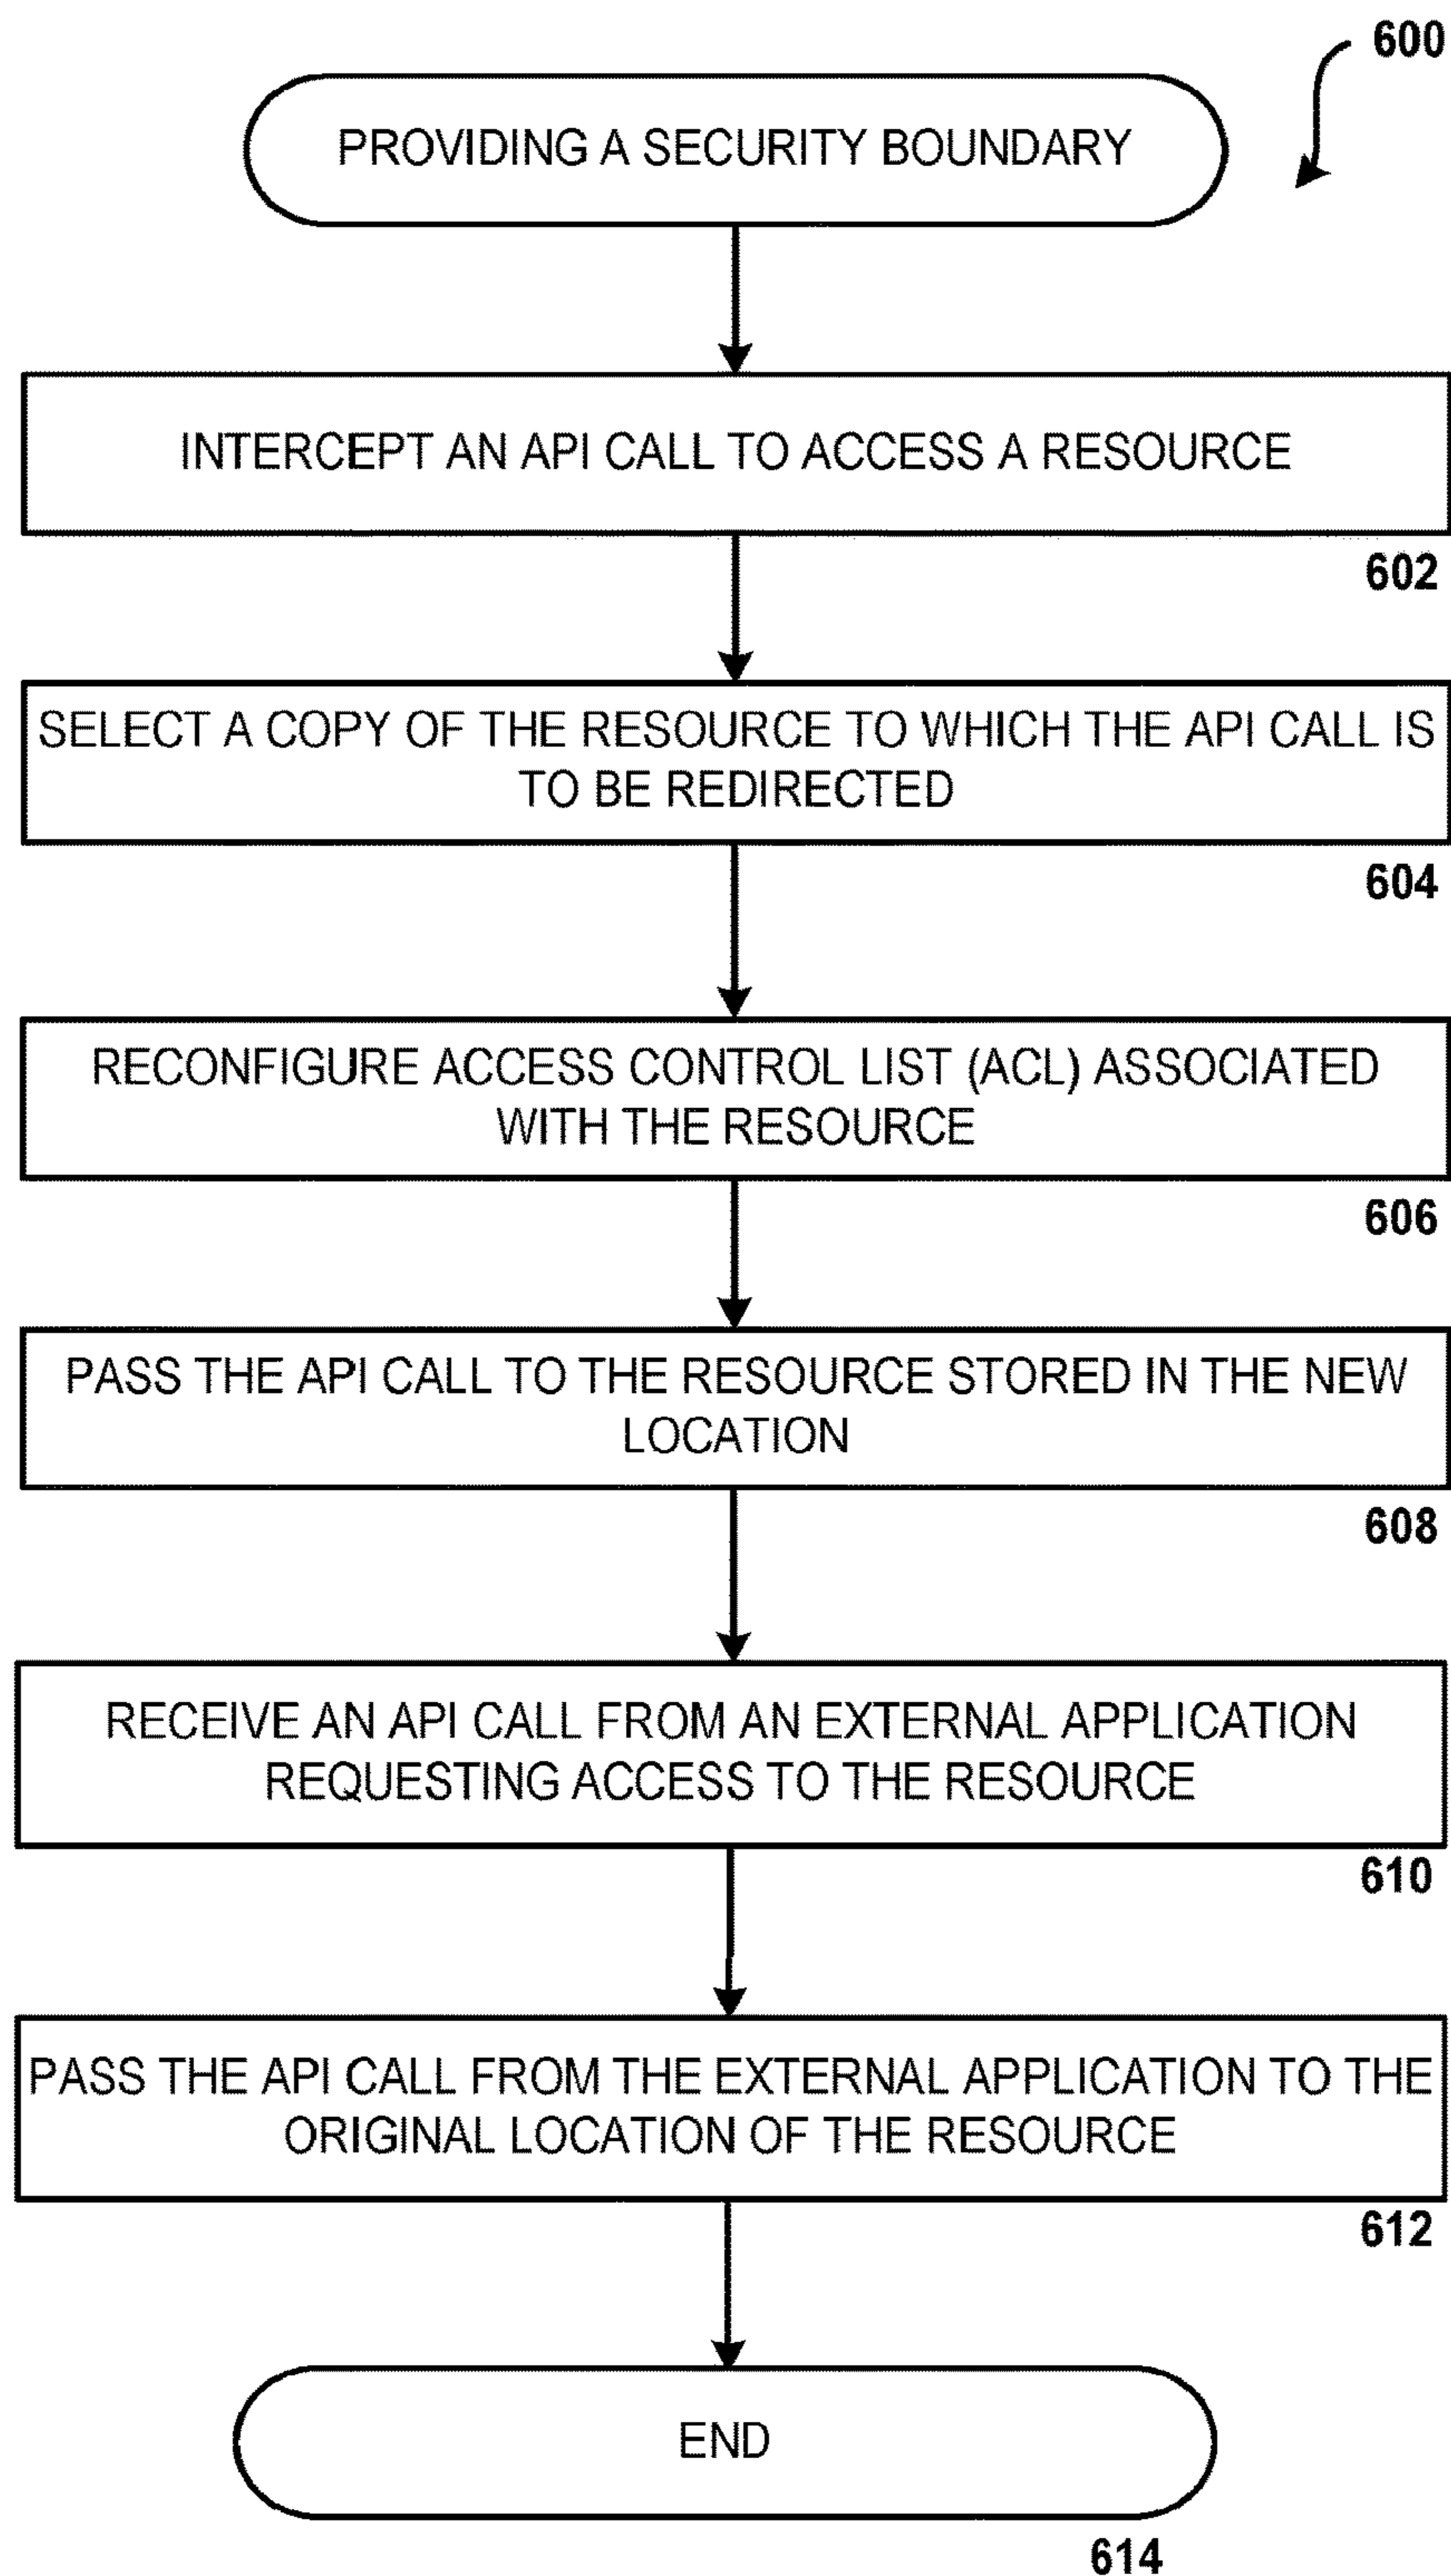 600
PROVIDING A SECURITY BOUNDARY
INTERCEPT AN API CALL TO ACCESS A RESOURCE
602
SELECT A COPY OF THE RESOURCE TO WHICH THE API CALL IS
TO BE REDIRECTED
604
RECONFIGURE ACCESS CONTROL LIST (ACL) ASSOCIATED
WITH THE RESOURCE
606
PASS THE API CALL TO THE RESOURCE STORED IN THE NEW
LOCATION
608
RECEIVE AN API CALL FROM AN EXTERNAL APPLICATION
REQUESTING ACCESS TO THE RESOURCE
610
PASS THE API CALL FROM THE EXTERNAL APPLICATION TO THE
ORIGINAL LOCATION OF THE RESOURCE
612
END
614